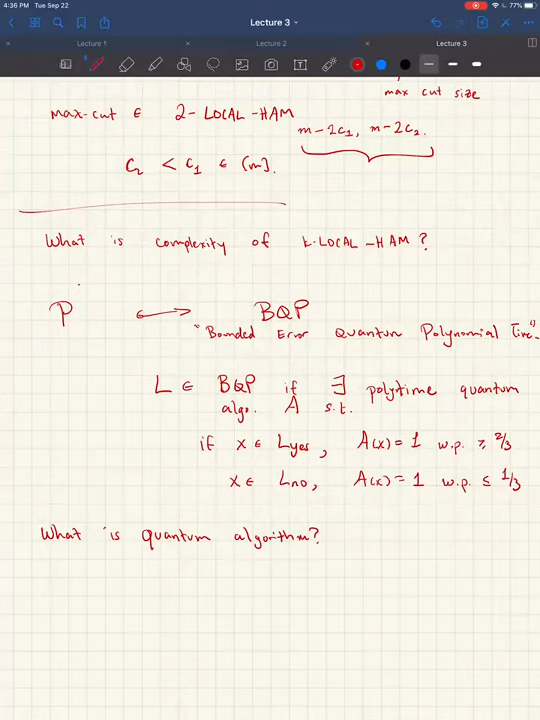 4:36 PM Tue Sep 22
77%
Lecture 3
Lecture 1
Lecture 2
Lecture 3
max cut size
max-cut ∈ 2-LOCAL-HAM
m-2c₁, m-2c₂.
c₂ < c₁ ∈ [m].
What is complexity of k-LOCAL-HAM?
P ⟷ BQP
"Bounded Error Quantum Polynomial Time"
L ∈ BQP if ∃ polytime quantum
algo. A s.t.
if x ∈ Lyes, A(x) = 1 w.p. ≥ 2/3
x ∈ Lno, A(x) = 1 w.p. ≤ 1/3
What is quantum algorithm?